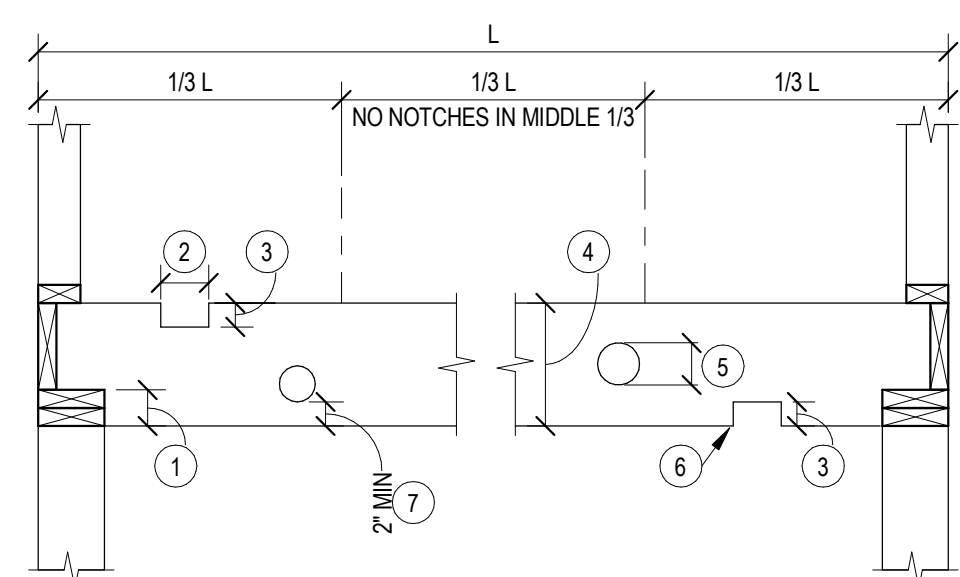 L
1/3 L 1/3 L 1/3 L
NO NOTCHES IN MIDDLE 1/3
2 3 4
5
1 6 3
2" MIN 7